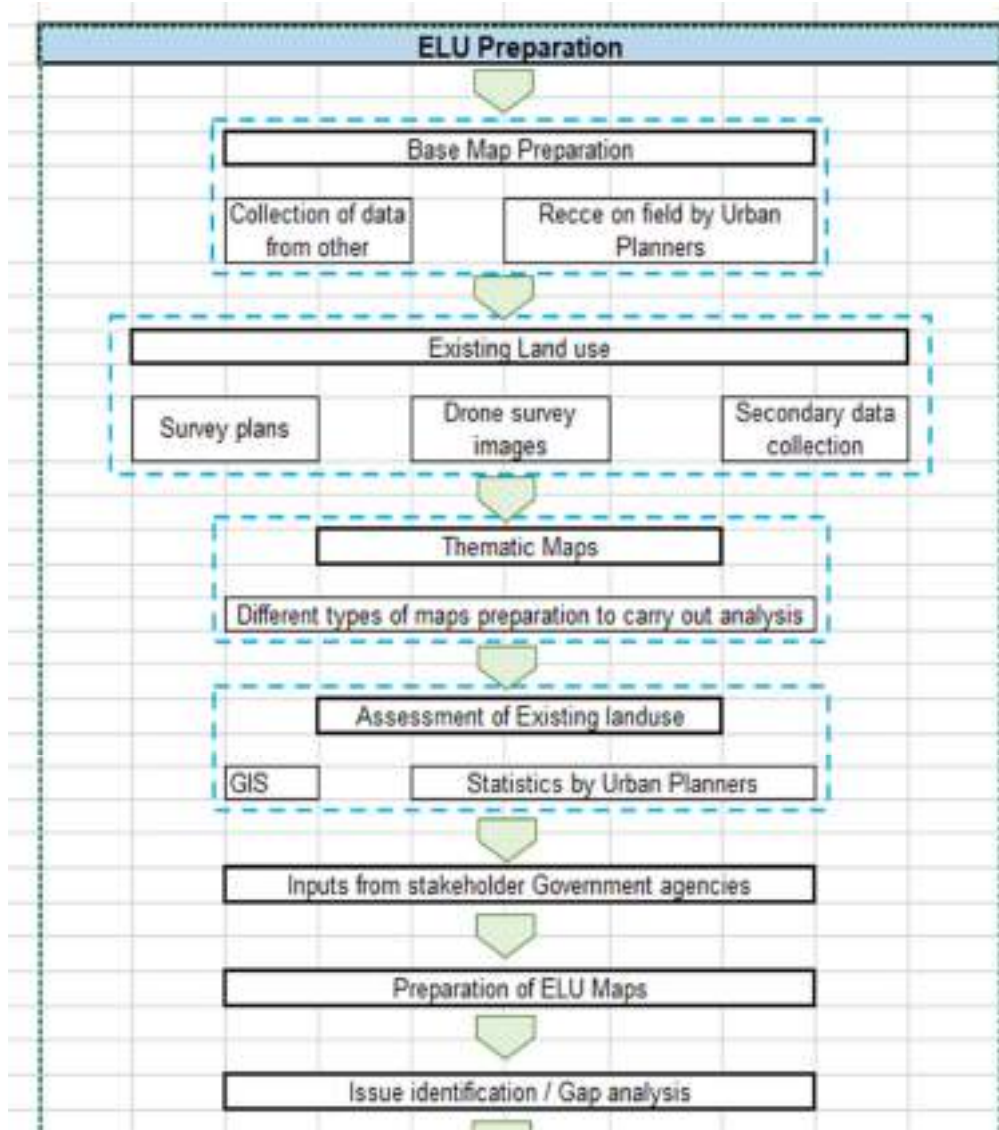 ELU Preparation
Base Map Preparation
Collection of data
from other
Recce on field by Urban
Planners
Existing Land use
Survey plans
Drone survey
images
Secondary data
collection
Thematic Maps
Different types of maps preparation to carry out analysis
Assessment of Existing landuse
GIS
Statistics by Urban Planners
Inputs from stakeholder Government agencies
Preparation of ELU Maps
Issue identification / Gap analysis